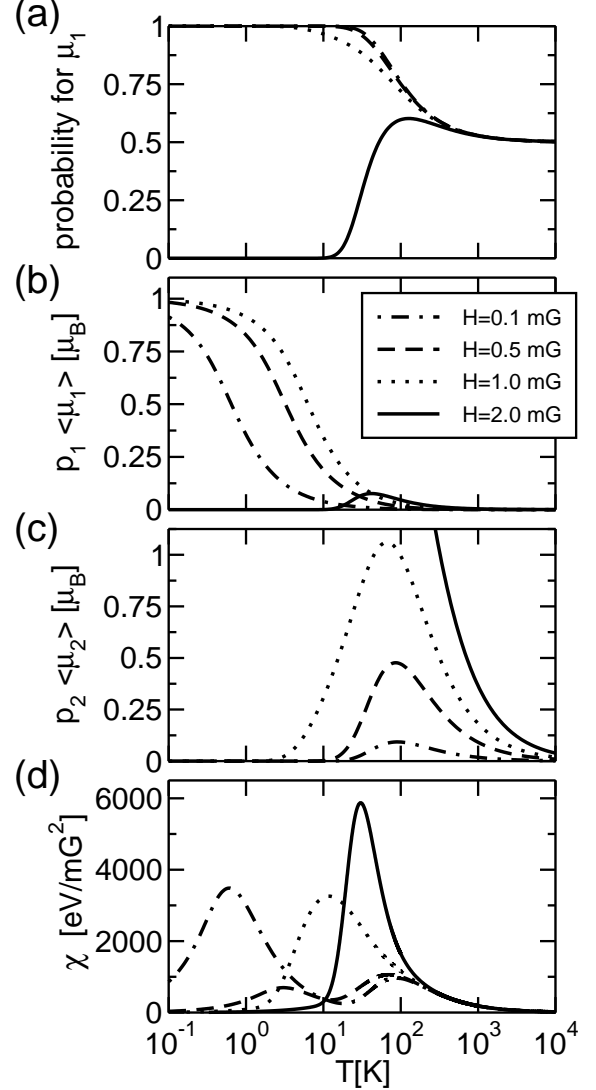 (a)
probability for μ₁
1
0.75
0.5
0.25
0
(b)
p₁ <μ₁> [μ_B]
1
0.75
0.5
0.25
0
H=0.1 mG
H=0.5 mG
H=1.0 mG
H=2.0 mG
(c)
p₂ <μ₂> [μ_B]
1
0.75
0.5
0.25
0
(d)
χ [eV/mG²]
6000
4000
2000
0
10⁻¹ 10⁰ 10¹ 10² 10³ 10⁴
T[K]